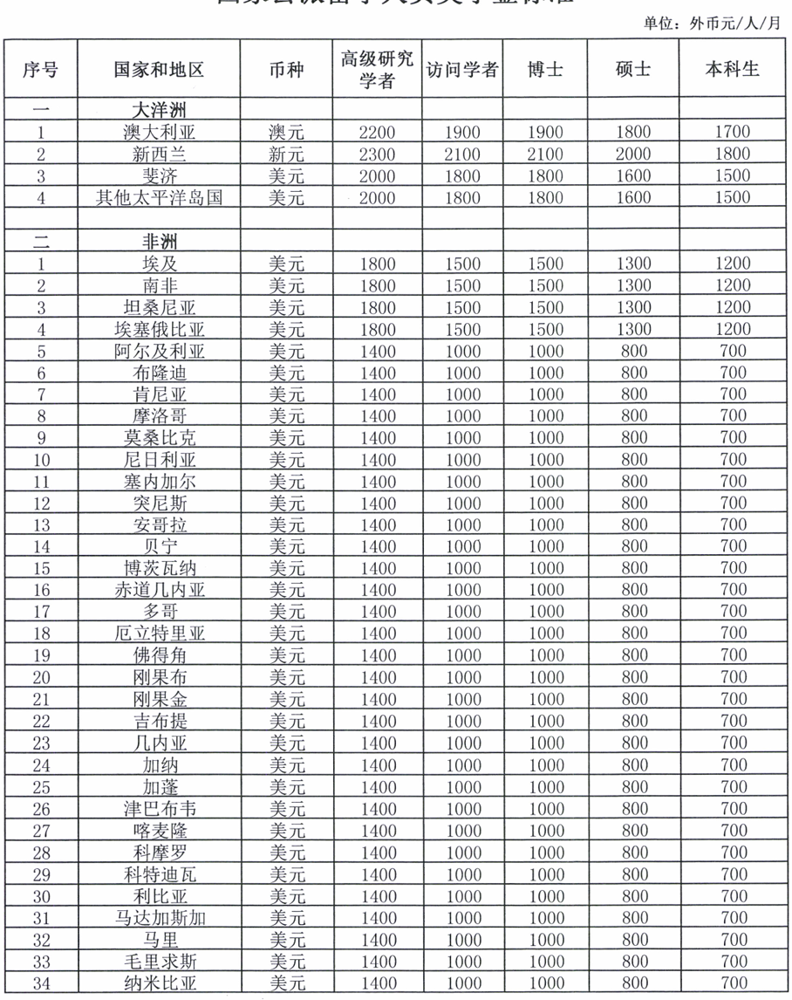 单位：外币元/人/月
序号 国家和地区 币种 高级研究学者 访问学者 博士 硕士 本科生
一 大洋洲
1 澳大利亚 澳元 2200 1900 1900 1800 1700
2 新西兰 新元 2300 2100 2100 2000 1800
3 斐济 美元 2000 1800 1800 1600 1500
4 其他太平洋岛国 美元 2000 1800 1800 1600 1500
二 非洲
1 埃及 美元 1800 1500 1500 1300 1200
2 南非 美元 1800 1500 1500 1300 1200
3 坦桑尼亚 美元 1800 1500 1500 1300 1200
4 埃塞俄比亚 美元 1800 1500 1500 1300 1200
5 阿尔及利亚 美元 1400 1000 1000 800 700
6 布隆迪 美元 1400 1000 1000 800 700
7 肯尼亚 美元 1400 1000 1000 800 700
8 摩洛哥 美元 1400 1000 1000 800 700
9 莫桑比克 美元 1400 1000 1000 800 700
10 尼日利亚 美元 1400 1000 1000 800 700
11 塞内加尔 美元 1400 1000 1000 800 700
12 突尼斯 美元 1400 1000 1000 800 700
13 安哥拉 美元 1400 1000 1000 800 700
14 贝宁 美元 1400 1000 1000 800 700
15 博茨瓦纳 美元 1400 1000 1000 800 700
16 赤道几内亚 美元 1400 1000 1000 800 700
17 多哥 美元 1400 1000 1000 800 700
18 厄立特里亚 美元 1400 1000 1000 800 700
19 佛得角 美元 1400 1000 1000 800 700
20 刚果布 美元 1400 1000 1000 800 700
21 刚果金 美元 1400 1000 1000 800 700
22 吉布提 美元 1400 1000 1000 800 700
23 几内亚 美元 1400 1000 1000 800 700
24 加纳 美元 1400 1000 1000 800 700
25 加蓬 美元 1400 1000 1000 800 700
26 津巴布韦 美元 1400 1000 1000 800 700
27 喀麦隆 美元 1400 1000 1000 800 700
28 科摩罗 美元 1400 1000 1000 800 700
29 科特迪瓦 美元 1400 1000 1000 800 700
30 利比亚 美元 1400 1000 1000 800 700
31 马达加斯加 美元 1400 1000 1000 800 700
32 马里 美元 1400 1000 1000 800 700
33 毛里求斯 美元 1400 1000 1000 800 700
34 纳米比亚 美元 1400 1000 1000 800 700